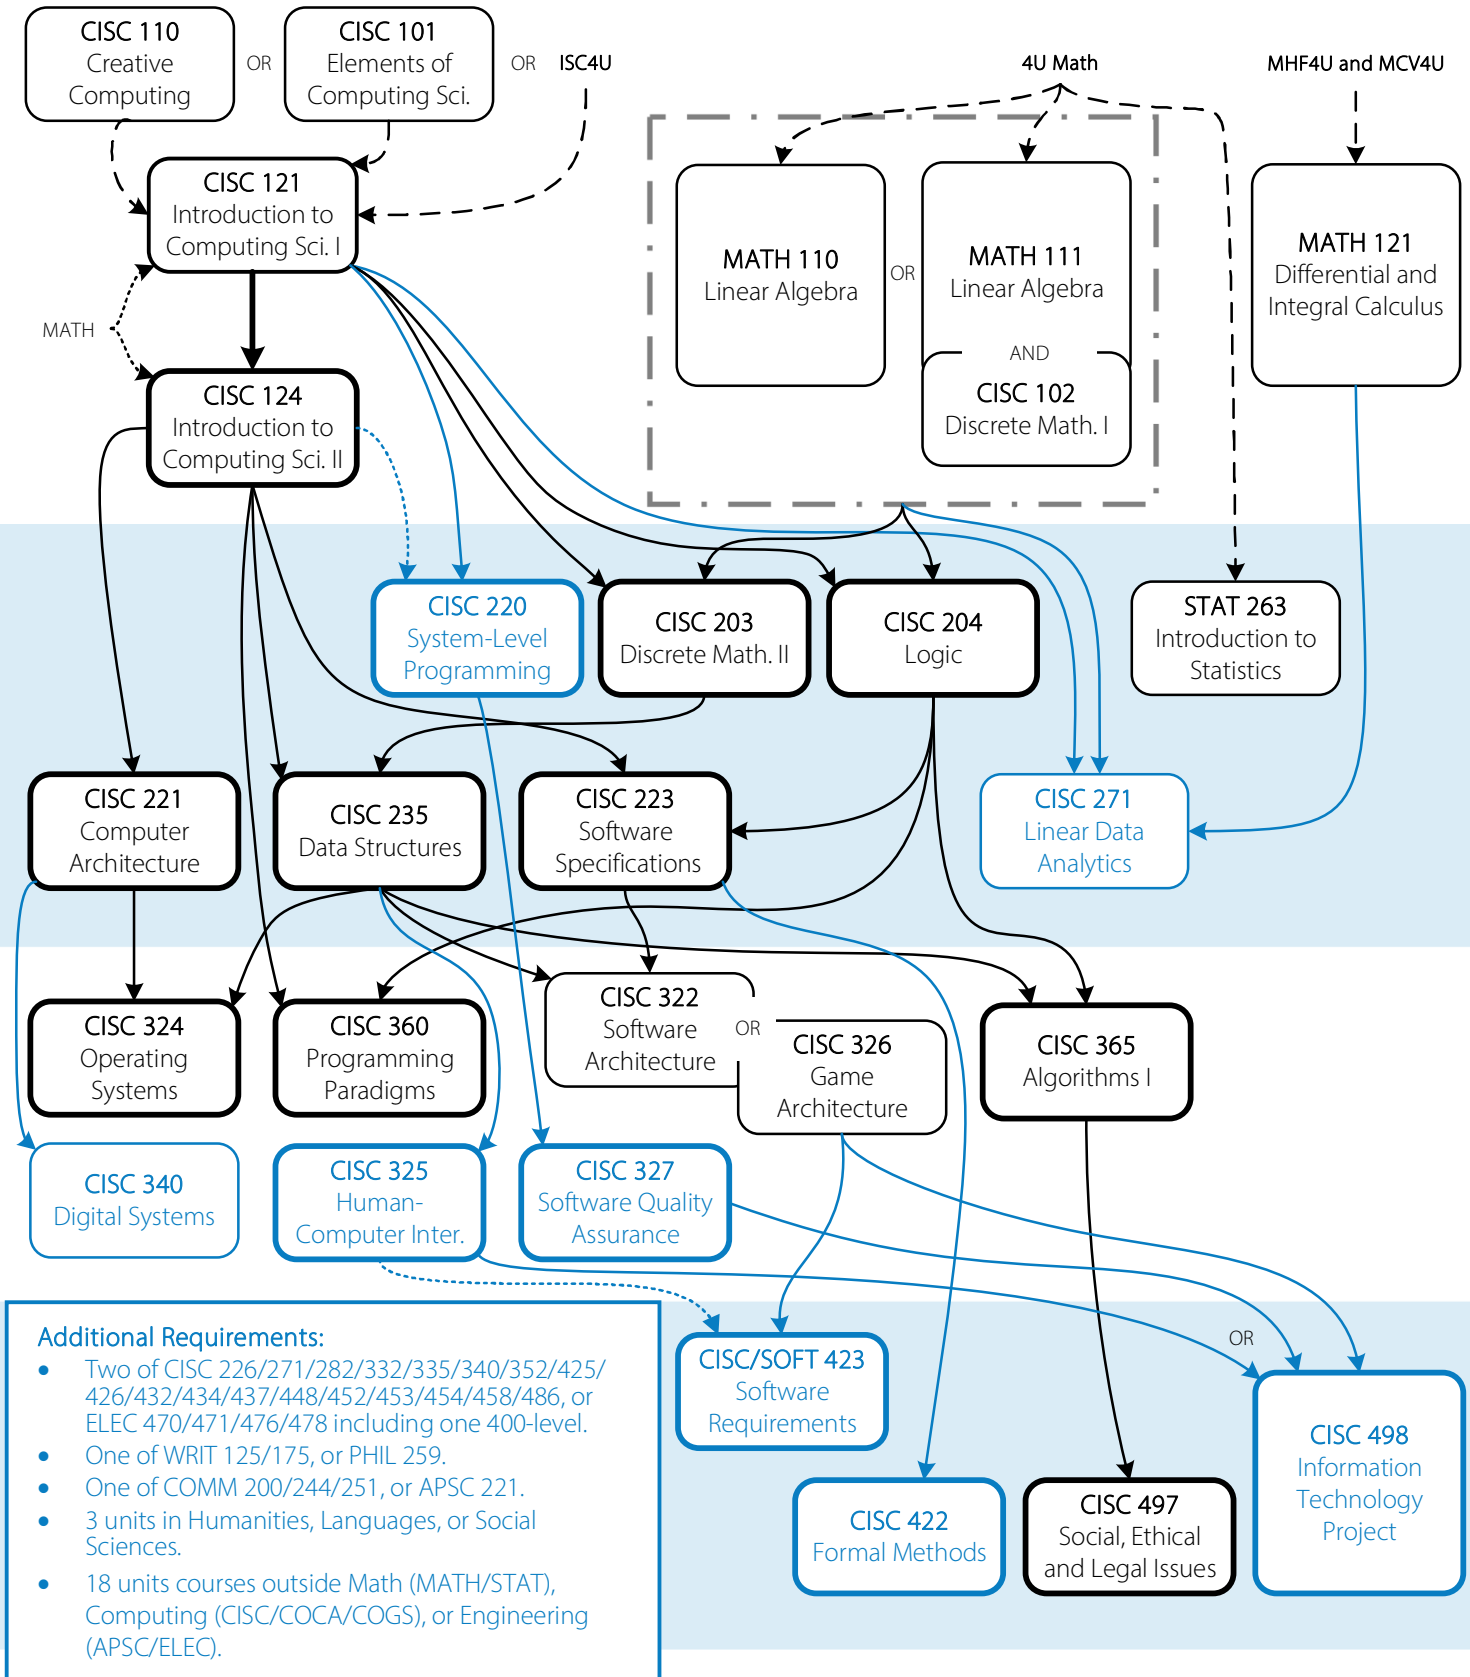 CISC 110
Creative
Computing
OR
CISC 101
Elements of
Computing Sci.
OR
ISC4U
4U Math
MHF4U and MCV4U
CISC 121
Introduction to
Computing Sci. I
MATH 110
Linear Algebra
OR
MATH 111
Linear Algebra
AND
CISC 102
Discrete Math. I
MATH 121
Differential and
Integral Calculus
MATH
CISC 124
Introduction to
Computing Sci. II
CISC 220
System-Level
Programming
CISC 203
Discrete Math. II
CISC 204
Logic
STAT 263
Introduction to
Statistics
CISC 221
Computer
Architecture
CISC 235
Data Structures
CISC 223
Software
Specifications
CISC 271
Linear Data
Analytics
CISC 324
Operating
Systems
CISC 360
Programming
Paradigms
CISC 322
Software
Architecture
OR
CISC 326
Game
Architecture
CISC 365
Algorithms I
CISC 340
Digital Systems
CISC 325
Human-
Computer Inter.
CISC 327
Software Quality
Assurance
Additional Requirements:
• Two of CISC 226/271/282/332/335/340/352/425/
426/432/434/437/448/452/453/454/458/486, or
ELEC 470/471/476/478 including one 400-level.
• One of WRIT 125/175, or PHIL 259.
• One of COMM 200/244/251, or APSC 221.
• 3 units in Humanities, Languages, or Social
Sciences.
• 18 units courses outside Math (MATH/STAT),
Computing (CISC/COCA/COGS), or Engineering
(APSC/ELEC).
CISC/SOFT 423
Software
Requirements
OR
CISC 422
Formal Methods
CISC 497
Social, Ethical
and Legal Issues
CISC 498
Information
Technology
Project